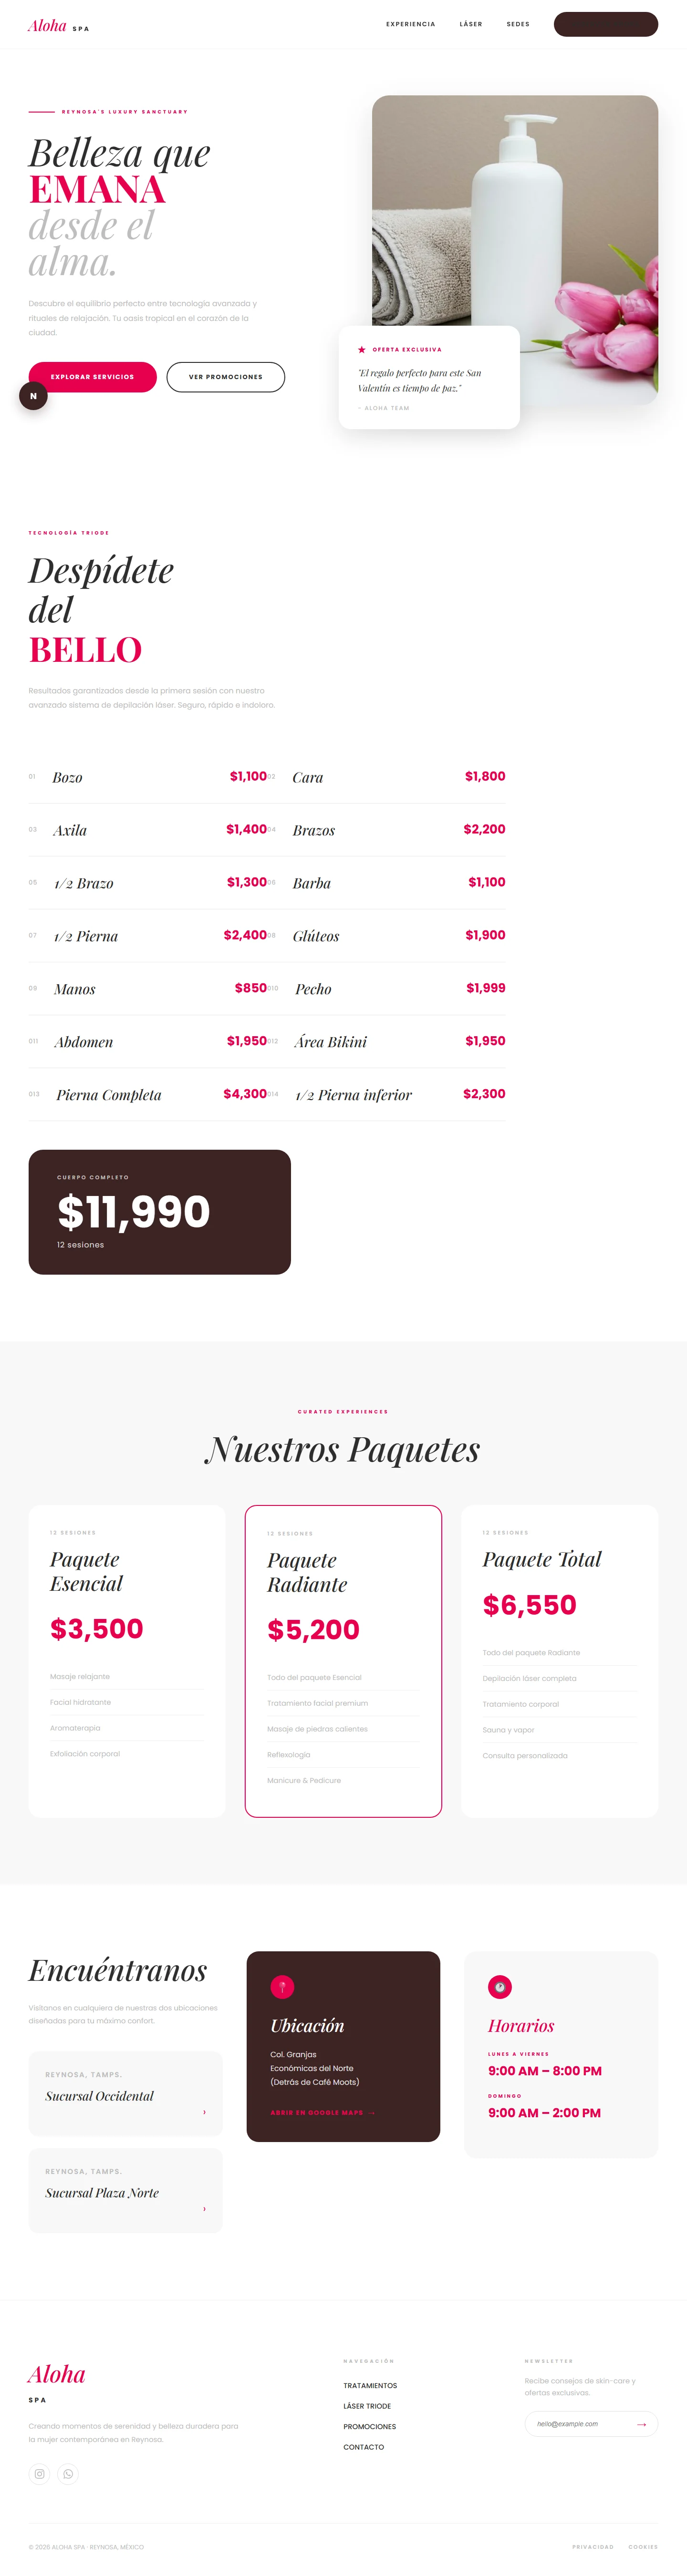 Aloha SPA
EXPERIENCIA LÁSER SEDES
REYNOSA'S LUXURY SANCTUARY
Belleza que
EMANA
desde el
alma.
Descubre el equilibrio perfecto entre tecnología avanzada y
rituales de relajación. Tu oasis tropical en el corazón de la
ciudad.
EXPLORAR SERVICIOS
VER PROMOCIONES
N
★ OFERTA EXCLUSIVA
"El regalo perfecto para este San
Valentín es tiempo de paz."
- ALOHA TEAM
TECNOLOGÍA TRIODE
Despídete
del
BELLO
Resultados garantizados desde la primera sesión con nuestro
avanzado sistema de depilación láser. Seguro, rápido e indoloro.
01 Bozo $1,100
02 Cara $1,800
03 Axila $1,400
04 Brazos $2,200
05 1/2 Brazo $1,300
06 Barba $1,100
07 1/2 Pierna $2,400
08 Glúteos $1,900
09 Manos $850
010 Pecho $1,999
011 Abdomen $1,950
012 Área Bikini $1,950
013 Pierna Completa $4,300
014 1/2 Pierna inferior $2,300
CUERPO COMPLETO
$11,990
12 sesiones
CURATED EXPERIENCES
Nuestros Paquetes
12 SESIONES
Paquete
Esencial
$3,500
Masaje relajante
Facial hidratante
Aromaterapia
Exfoliación corporal
12 SESIONES
Paquete
Radiante
$5,200
Todo del paquete Esencial
Tratamiento facial premium
Masaje de piedras calientes
Reflexología
Manicure & Pedicure
12 SESIONES
Paquete Total
$6,550
Todo del paquete Radiante
Depilación láser completa
Tratamiento corporal
Sauna y vapor
Consulta personalizada
Encuéntranos
Visítanos en cualquiera de nuestras dos ubicaciones
diseñadas para tu máximo confort.
REYNOSA, TAMPS.
Sucursal Occidental
›
REYNOSA, TAMPS.
Sucursal Plaza Norte
›
Ubicación
Col. Granjas
Económicas del Norte
(Detrás de Café Moots)
ABRIR EN GOOGLE MAPS →
Horarios
LUNES A VIERNES
9:00 AM – 8:00 PM
DOMINGO
9:00 AM – 2:00 PM
Aloha
SPA
Creando momentos de serenidad y belleza duradera para
la mujer contemporánea en Reynosa.
NAVEGACIÓN
TRATAMIENTOS
LÁSER TRIODE
PROMOCIONES
CONTACTO
NEWSLETTER
Recibe consejos de skin-care y
ofertas exclusivas.
hello@example.com →
© 2026 ALOHA SPA · REYNOSA, MÉXICO
PRIVACIDAD COOKIES